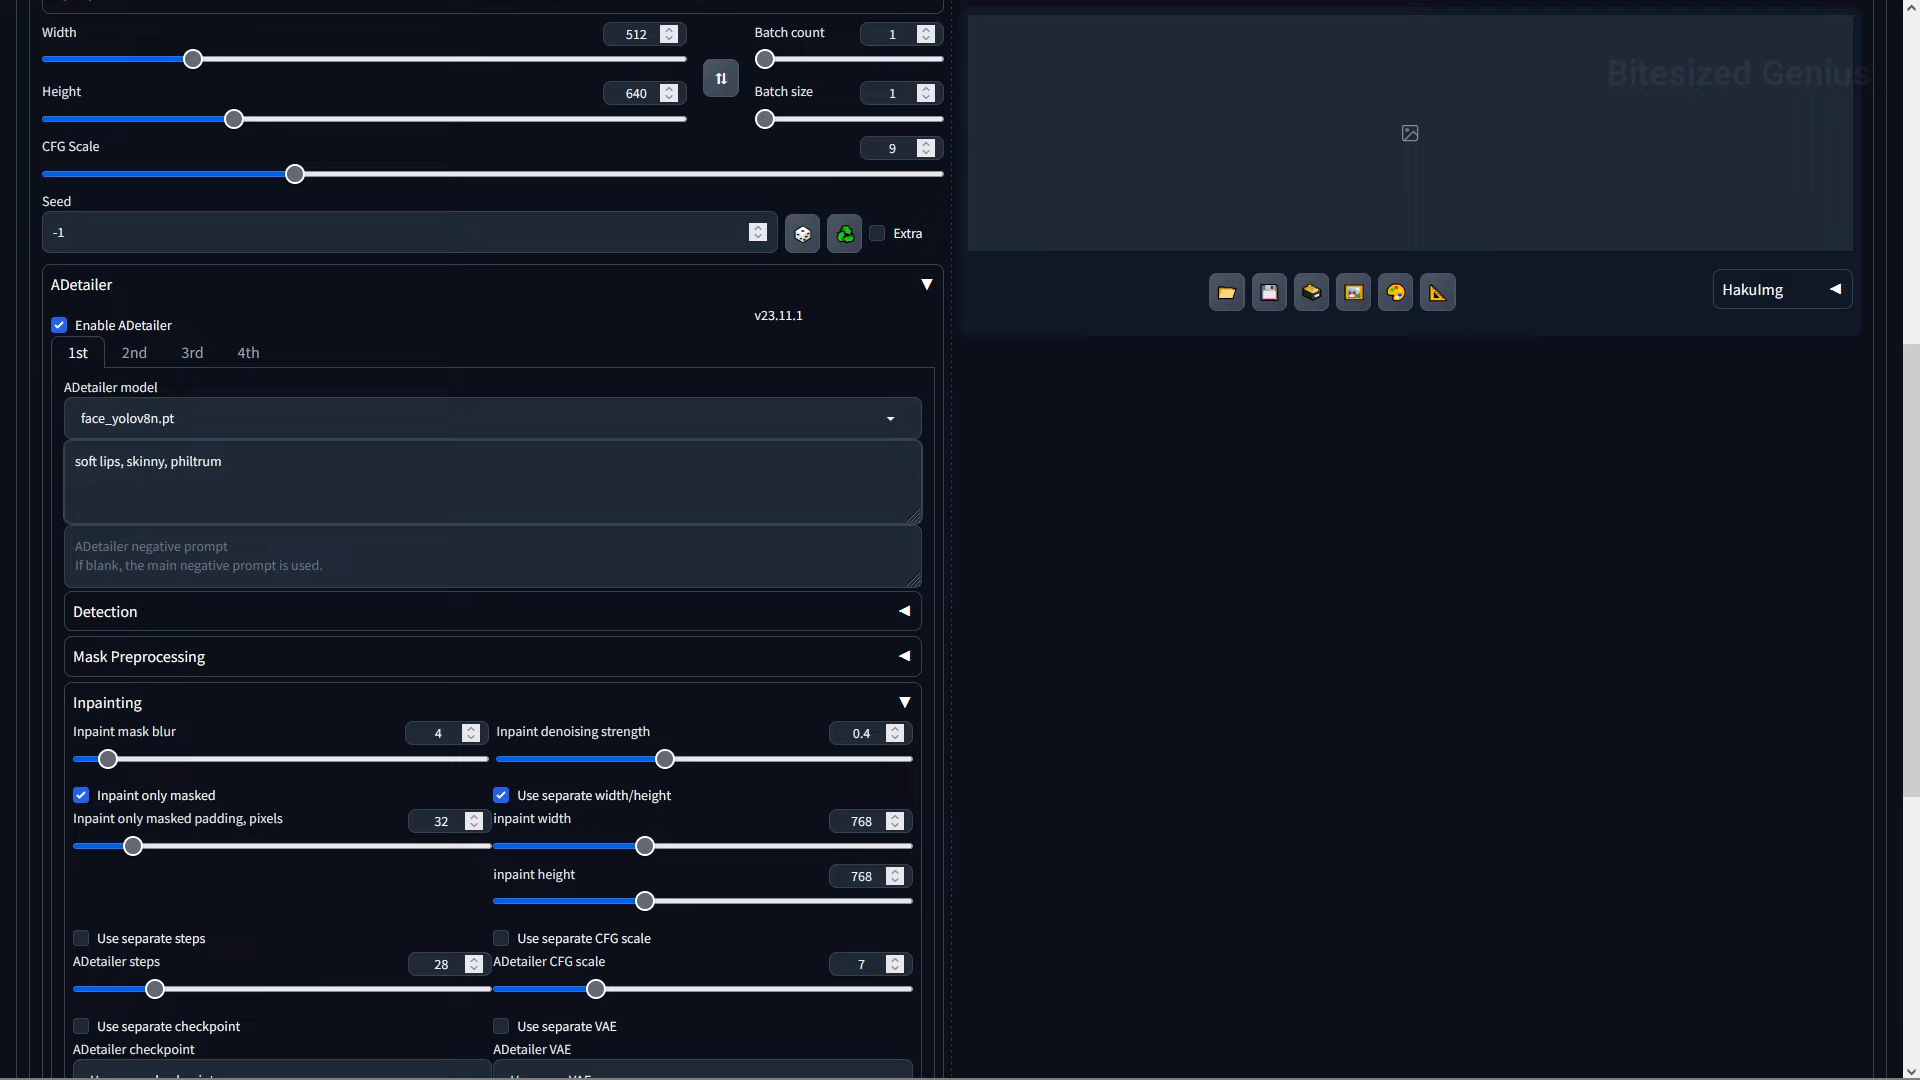 Width
512
Batch count
1
Height
640
Batch size
1
CFG Scale
9
Seed
-1
Extra
ADetailer
Enable ADetailer
v23.11.1
1st 2nd 3rd 4th
ADetailer model
face_yolov8n.pt
soft lips, skinny, philtrum
ADetailer negative prompt
If blank, the main negative prompt is used.
Detection
Mask Preprocessing
Inpainting
Inpaint mask blur
4
Inpaint denoising strength
0.4
Inpaint only masked
Use separate width/height
Inpaint only masked padding, pixels
32
inpaint width
768
inpaint height
768
Use separate steps
Use separate CFG scale
ADetailer steps
28
ADetailer CFG scale
7
Use separate checkpoint
Use separate VAE
ADetailer checkpoint
ADetailer VAE
Bitesized Genius
HakuImg